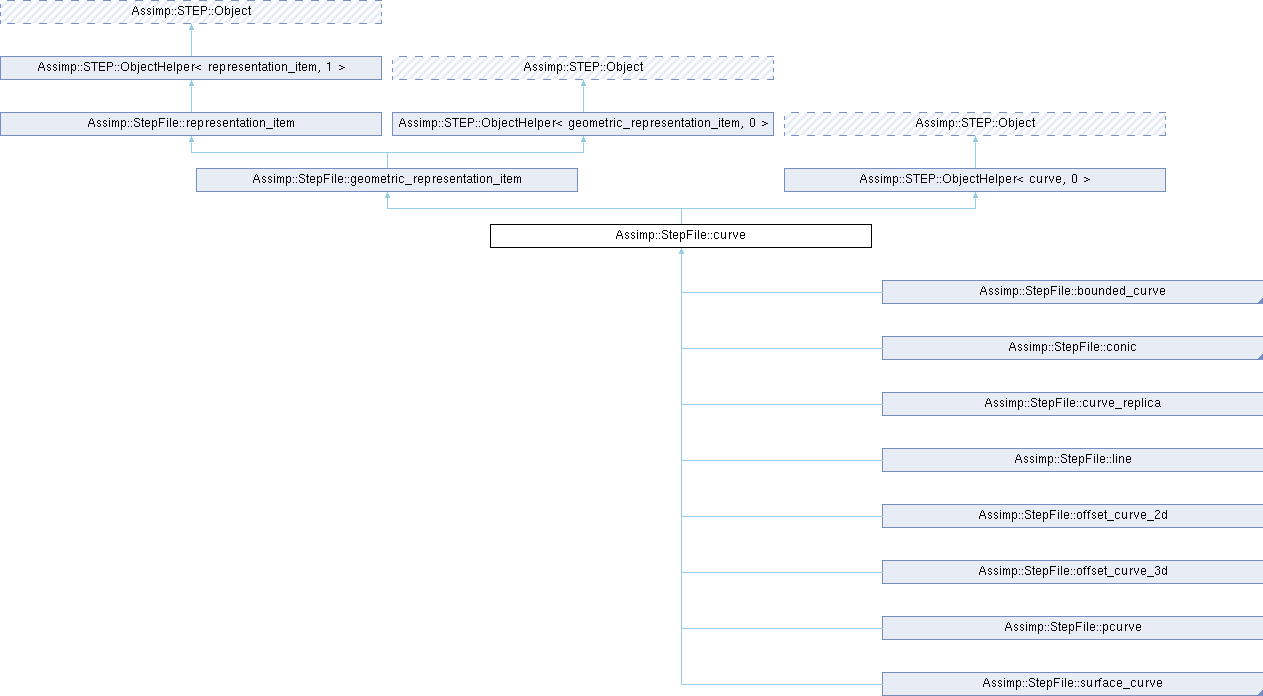 Assimp::STEP::Object
Assimp::STEP::ObjectHelper< representation_item, 1 >
Assimp::STEP::Object
Assimp::StepFile::representation_item
Assimp::STEP::ObjectHelper< geometric_representation_item, 0 >
Assimp::STEP::Object
Assimp::StepFile::geometric_representation_item
Assimp::STEP::ObjectHelper< curve, 0 >
Assimp::StepFile::curve
Assimp::StepFile::bounded_curve
Assimp::StepFile::conic
Assimp::StepFile::curve_replica
Assimp::StepFile::line
Assimp::StepFile::offset_curve_2d
Assimp::StepFile::offset_curve_3d
Assimp::StepFile::pcurve
Assimp::StepFile::surface_curve